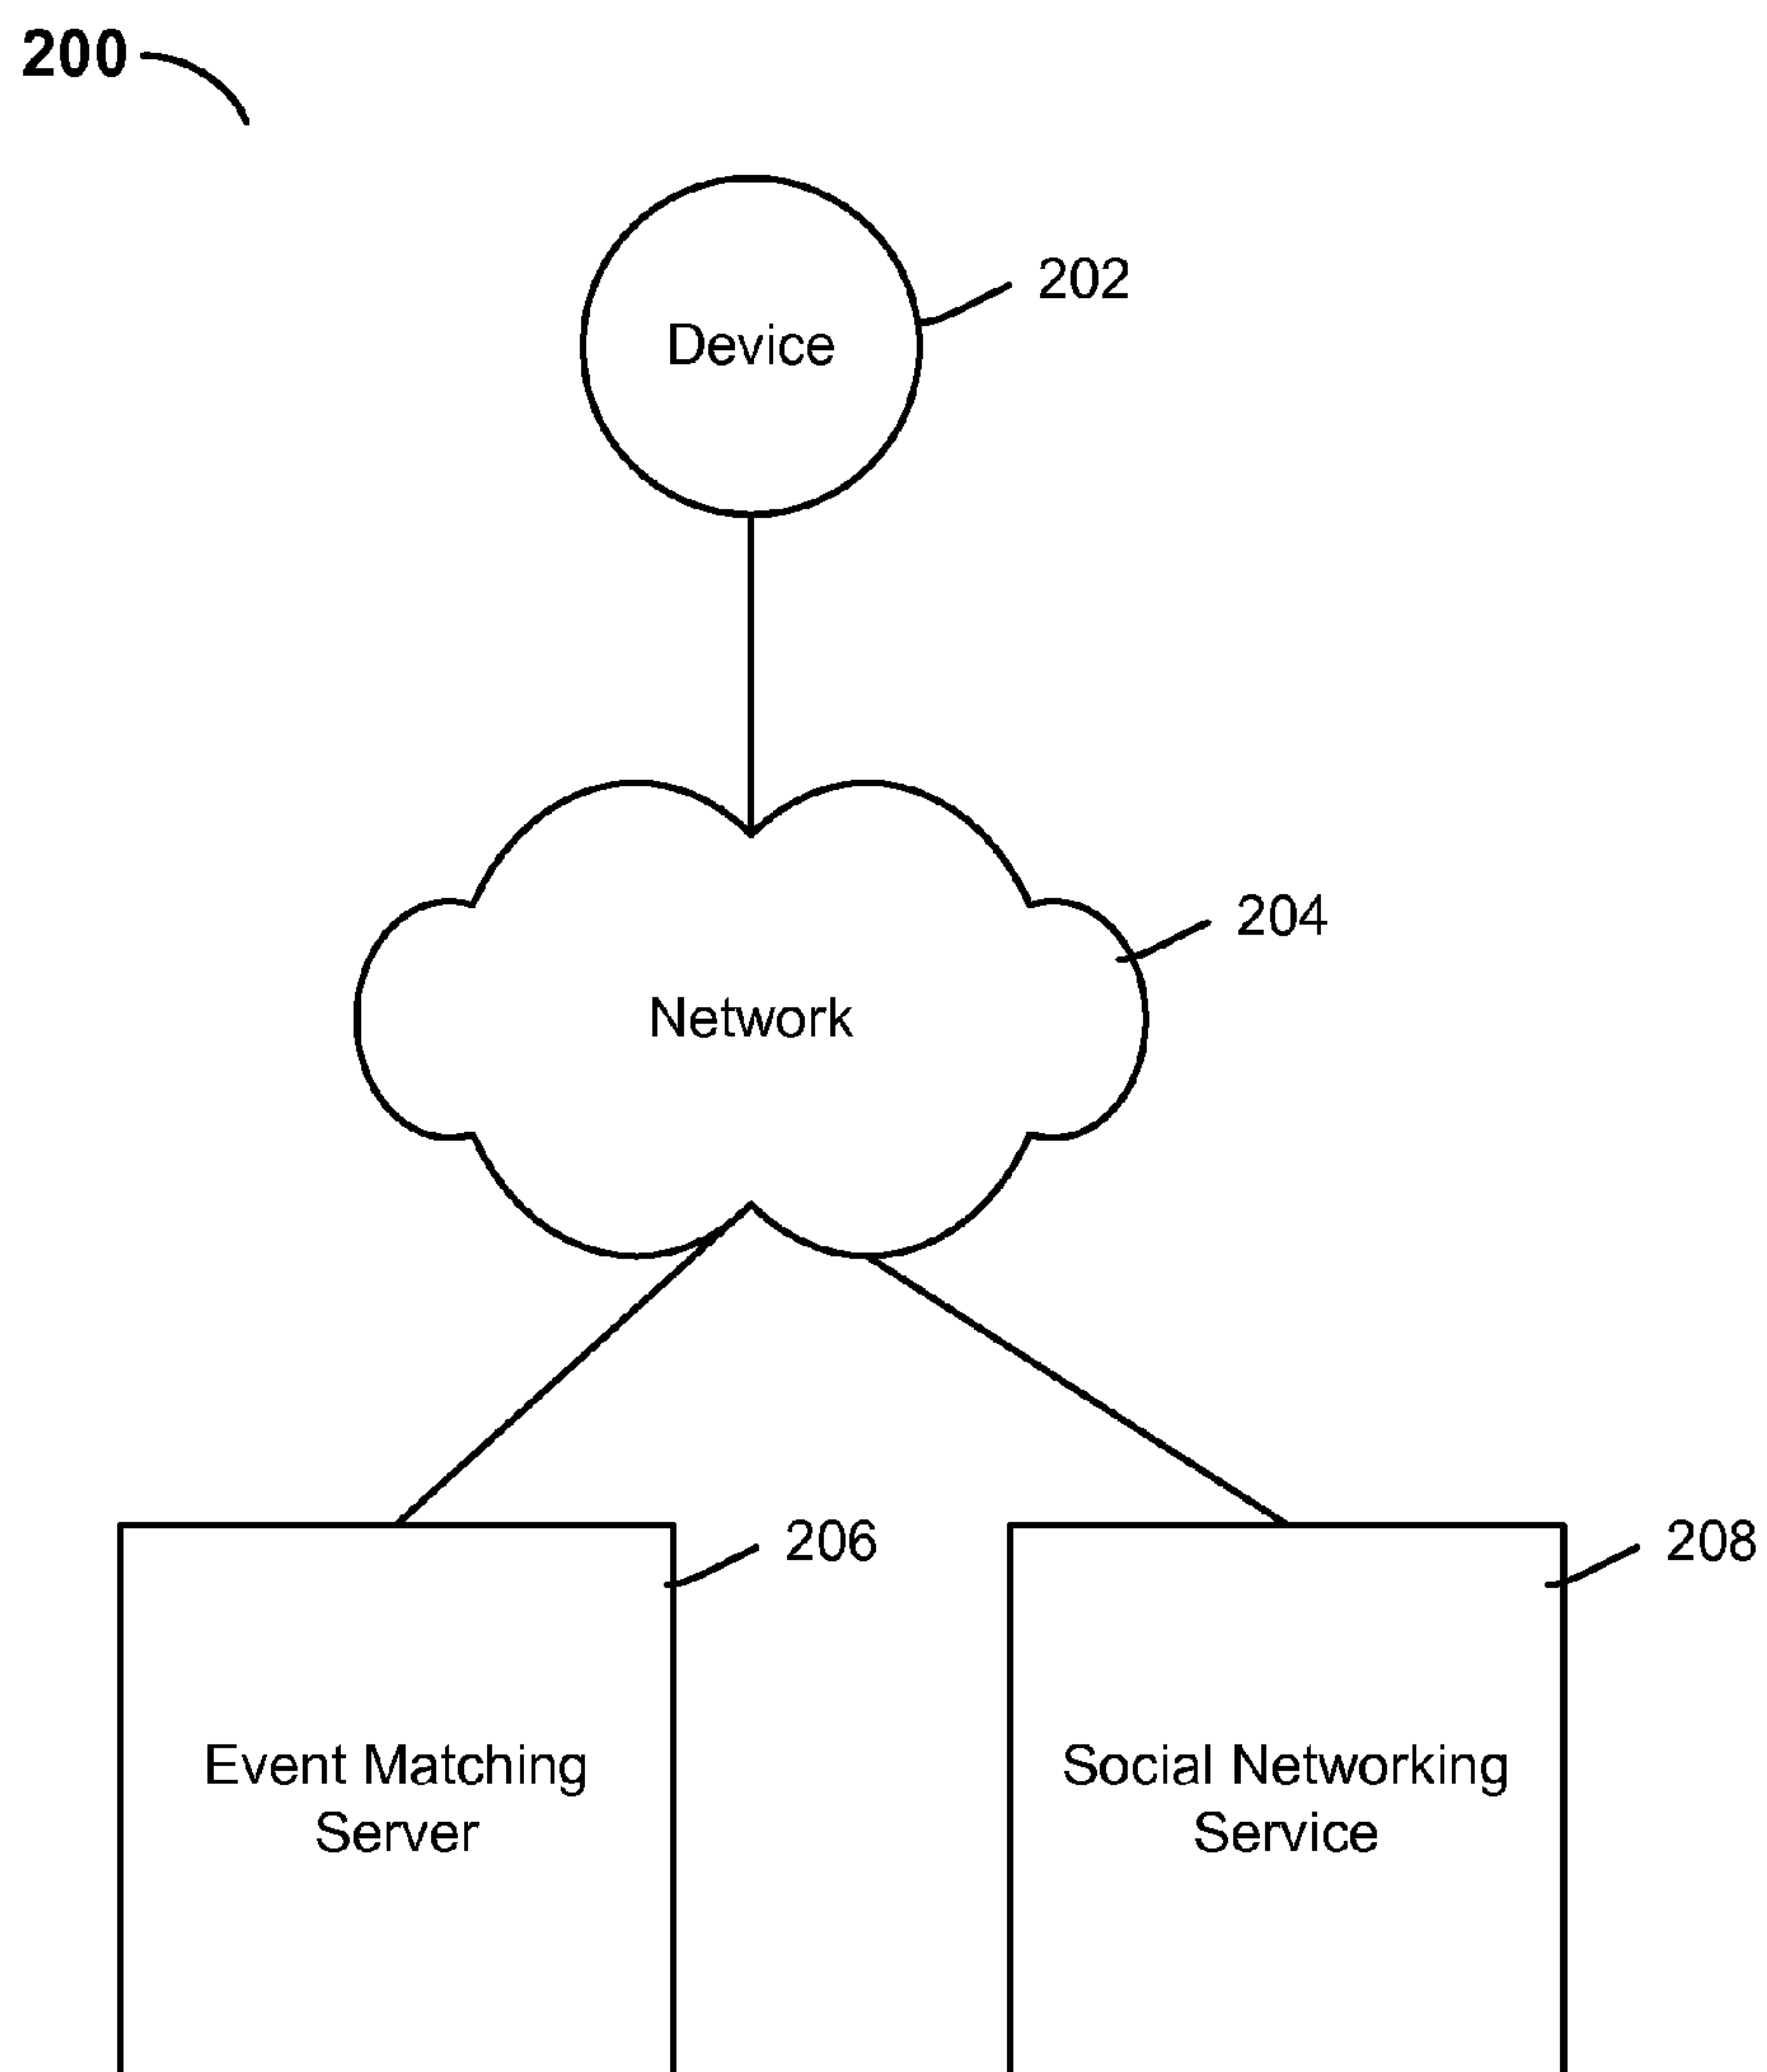 200
202
Device
204
Network
206
208
Event Matching
Server
Social Networking
Service